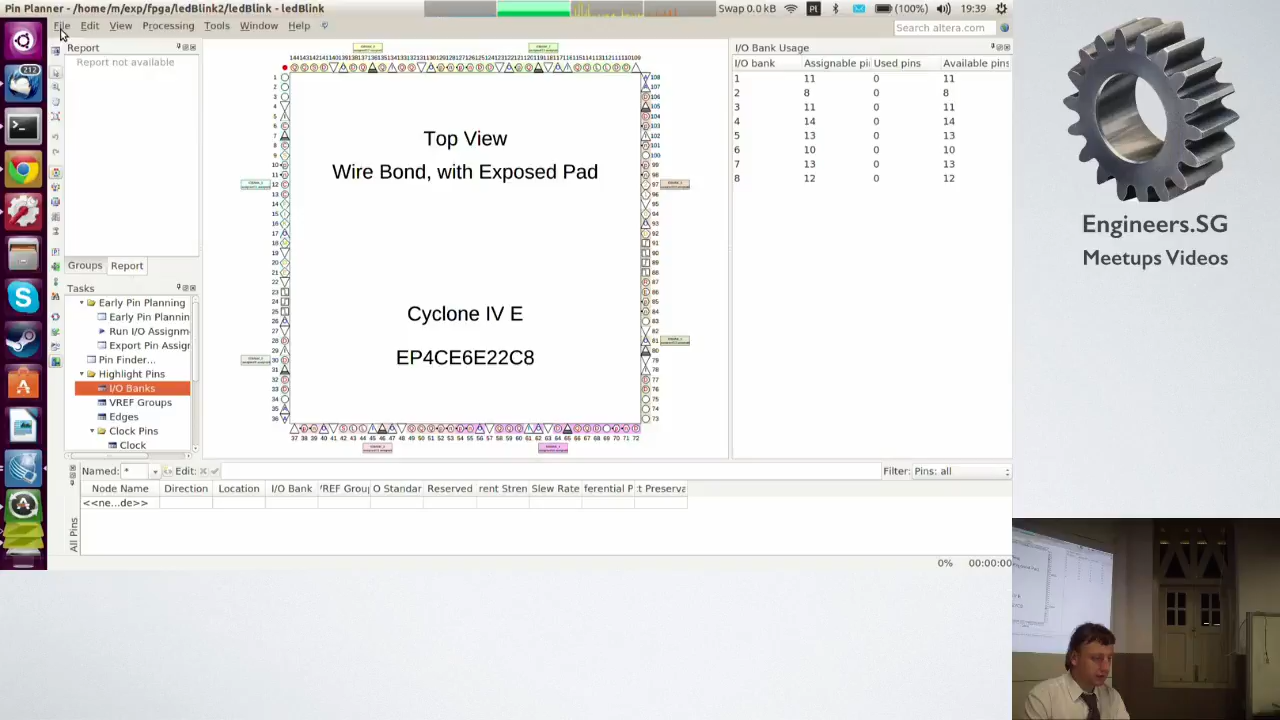 Pin Planner - /home/m/exp/fpga/ledBlink2/ledBlink - ledBlink
Swap 0.0 kB
Pl
(100%)
19:39
File Edit View Processing Tools Window Help
Search altera.com
212
Report
Report not available
Groups Report
Tasks
Early Pin Planning
Early Pin Plannin
Run I/O Assignm
Export Pin Assig
Pin Finder...
Highlight Pins
I/O Banks
VREF Groups
Edges
Clock Pins
Clock
Top View
Wire Bond, with Exposed Pad
Cyclone IV E
EP4CE6E22C8
I/O Bank Usage
I/O bank Assignable pi Used pins Available pins
1 11 0 11
2 8 0 8
3 11 0 11
4 14 0 14
5 13 0 13
6 10 0 10
7 13 0 13
8 12 0 12
Named: * Edit:
Filter: Pins: all
Node Name Direction Location I/O Bank /REF Group O Standar Reserved rent Stren Slew Rate ferential P t Preserva
<<ne...de>>
All Pins
0% 00:00:00
Engineers.SG
Meetups Videos